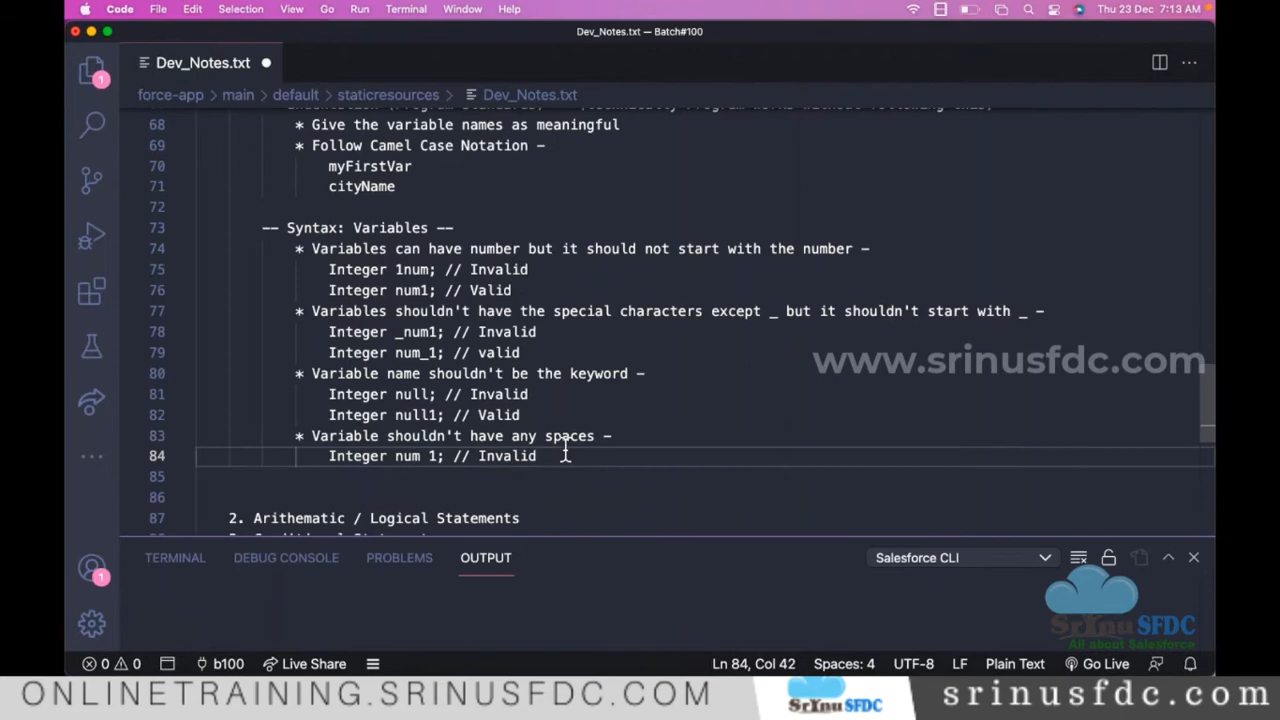 Code File Edit Selection View Go Run Terminal Window Help Thu 23 Dec 7:13 AM
Dev_Notes.txt — Batch#100
Dev_Notes.txt
force-app > main > default > staticresources > Dev_Notes.txt
68 * Give the variable names as meaningful
69 * Follow Camel Case Notation -
70 myFirstVar
71 cityName
72
73 -- Syntax: Variables --
74 * Variables can have number but it should not start with the number -
75 Integer 1num; // Invalid
76 Integer num1; // Valid
77 * Variables shouldn't have the special characters except _ but it shouldn't start with _ -
78 Integer _num1; // Invalid
79 Integer num_1; // valid
80 * Variable name shouldn't be the keyword -
81 Integer null; // Invalid
82 Integer null1; // Valid
83 * Variable shouldn't have any spaces -
84 Integer num 1; // Invalid
85
86
87 2. Arithematic / Logical Statements
www.srinusfdc.com
TERMINAL DEBUG CONSOLE PROBLEMS OUTPUT Salesforce CLI
SrinuSFDC
All about Salesforce
0 0 b100 Live Share Ln 84, Col 42 Spaces: 4 UTF-8 LF Plain Text Go Live
ONLINETRAINING.SRINUSFDC.COM SrinuSFDC srinusfdc.com